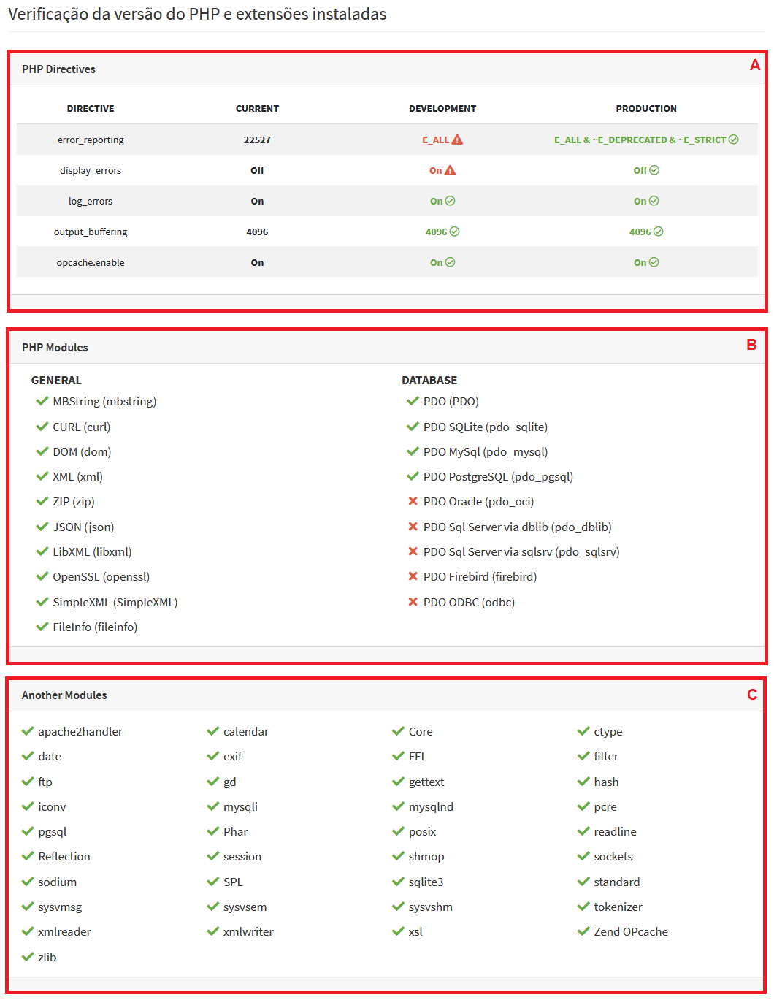 Verificação da versão do PHP e extensões instaladas
PHP Directives A
DIRECTIVE CURRENT DEVELOPMENT PRODUCTION
error_reporting 22527 E_ALL E_ALL & ~E_DEPRECATED & ~E_STRICT
display_errors Off On Off
log_errors On On On
output_buffering 4096 4096 4096
opcache.enable On On On
PHP Modules B
GENERAL
MBString (mbstring)
CURL (curl)
DOM (dom)
XML (xml)
ZIP (zip)
JSON (json)
LibXML (libxml)
OpenSSL (openssl)
SimpleXML (SimpleXML)
FileInfo (fileinfo)
DATABASE
PDO (PDO)
PDO SQLite (pdo_sqlite)
PDO MySql (pdo_mysql)
PDO PostgreSQL (pdo_pgsql)
PDO Oracle (pdo_oci)
PDO Sql Server via dblib (pdo_dblib)
PDO Sql Server via sqlsrv (pdo_sqlsrv)
PDO Firebird (firebird)
PDO ODBC (odbc)
Another Modules C
apache2handler calendar Core ctype
date exif FFI filter
ftp gd gettext hash
iconv mysqli mysqlnd pcre
pgsql Phar posix readline
Reflection session shmop sockets
sodium SPL sqlite3 standard
sysvmsg sysvsem sysvshm tokenizer
xmlreader xmlwriter xsl Zend OPcache
zlib